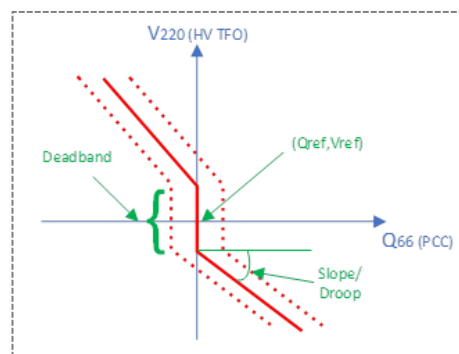 V220 (HV TFO)
(Qref,Vref)
Deadband
{
Q66 (PCC)
Slope/
Droop